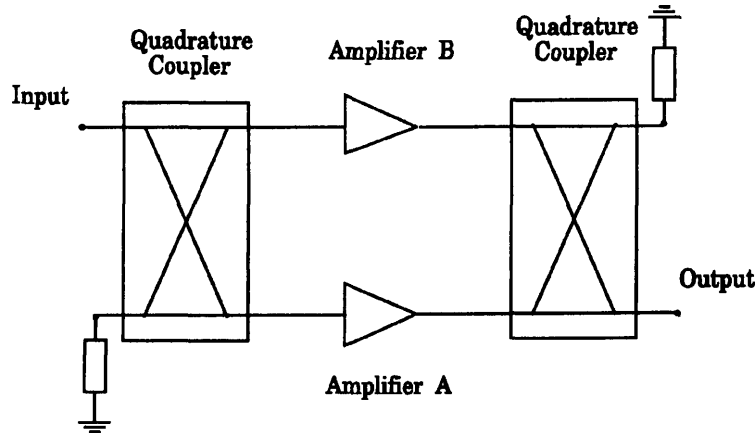 Quadrature
Coupler
Amplifier B
Quadrature
Coupler
Input
Output
Amplifier A